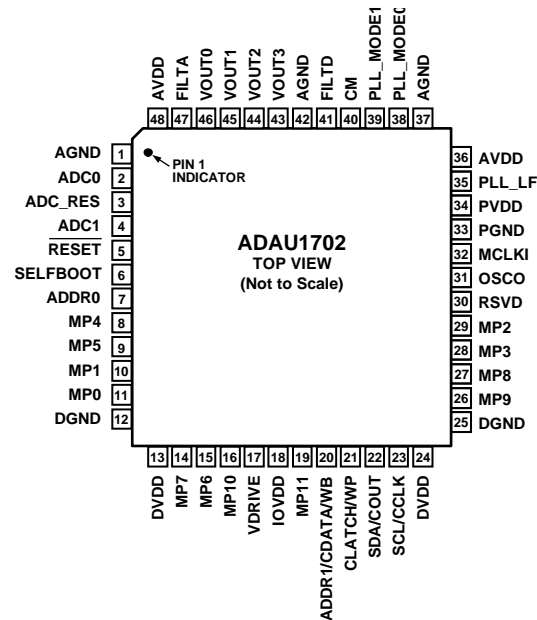 AVDD
FILTA
VOUT0
VOUT1
VOUT2
VOUT3
AGND
FILTD
CM
PLL_MODE1
PLL_MODE0
AGND
48 47 46 45 44 43 42 41 40 39 38 37
AGND 1
ADC0 2
ADC_RES 3
ADC1 4
RESET 5
SELFBOOT 6
ADDR0 7
MP4 8
MP5 9
MP1 10
MP0 11
DGND 12
PIN 1
INDICATOR
ADAU1702
TOP VIEW
(Not to Scale)
36 AVDD
35 PLL_LF
34 PVDD
33 PGND
32 MCLKI
31 OSCO
30 RSVD
29 MP2
28 MP3
27 MP8
26 MP9
25 DGND
13 14 15 16 17 18 19 20 21 22 23 24
DVDD
MP7
MP6
MP10
VDRIVE
IOVDD
MP11
ADDR1/CDATA/WB
CLATCH/WP
SDA/COUT
SCL/CCLK
DVDD